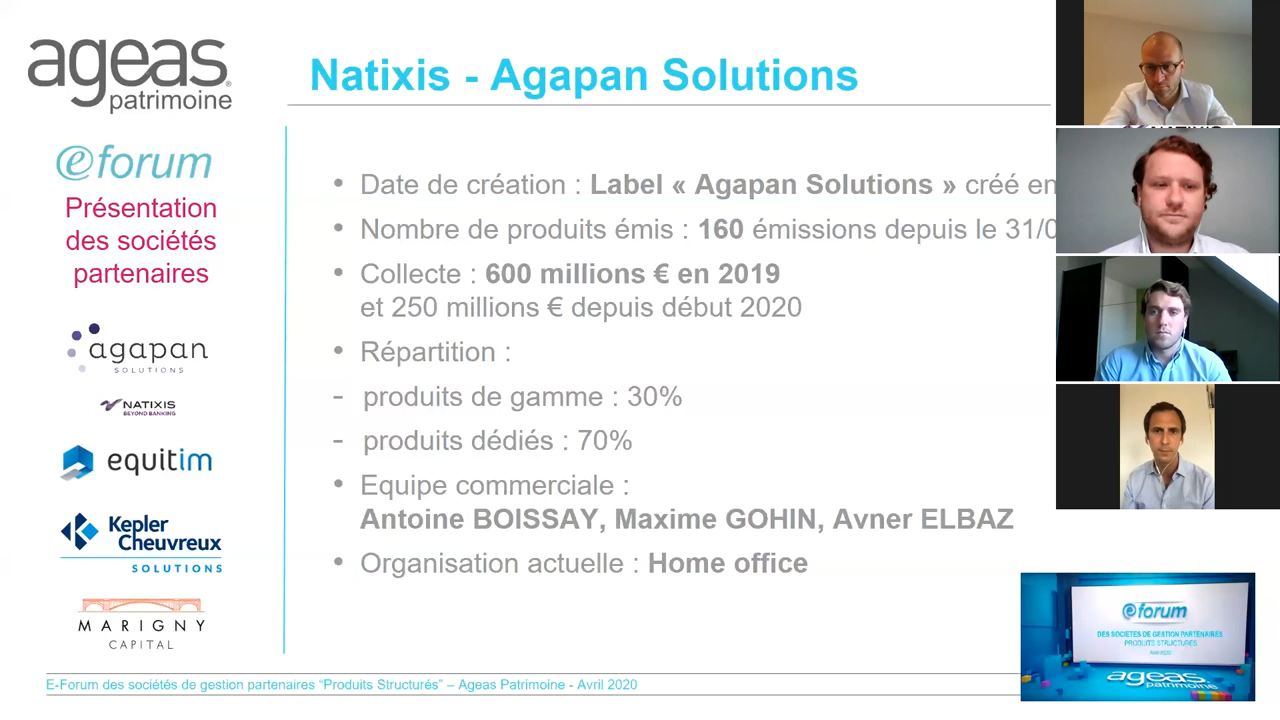 ageas
patrimoine
eforum
Présentation
des sociétés
partenaires
agapan
SOLUTIONS
NATIXIS
BEYOND BANKING
equitim
Kepler
Cheuvreux
SOLUTIONS
MARIGNY
CAPITAL
Natixis - Agapan Solutions
• Date de création : Label « Agapan Solutions » créé en
• Nombre de produits émis : 160 émissions depuis le 31/0
• Collecte : 600 millions € en 2019
et 250 millions € depuis début 2020
• Répartition :
- produits de gamme : 30%
- produits dédiés : 70%
• Equipe commerciale :
Antoine BOISSAY, Maxime GOHIN, Avner ELBAZ
• Organisation actuelle : Home office
E-Forum des sociétés de gestion partenaires “Produits Structurés” – Ageas Patrimoine - Avril 2020
eforum
DES SOCIETES DE GESTION PARTENAIRES
PRODUITS STRUCTURES
ageas
patrimoine